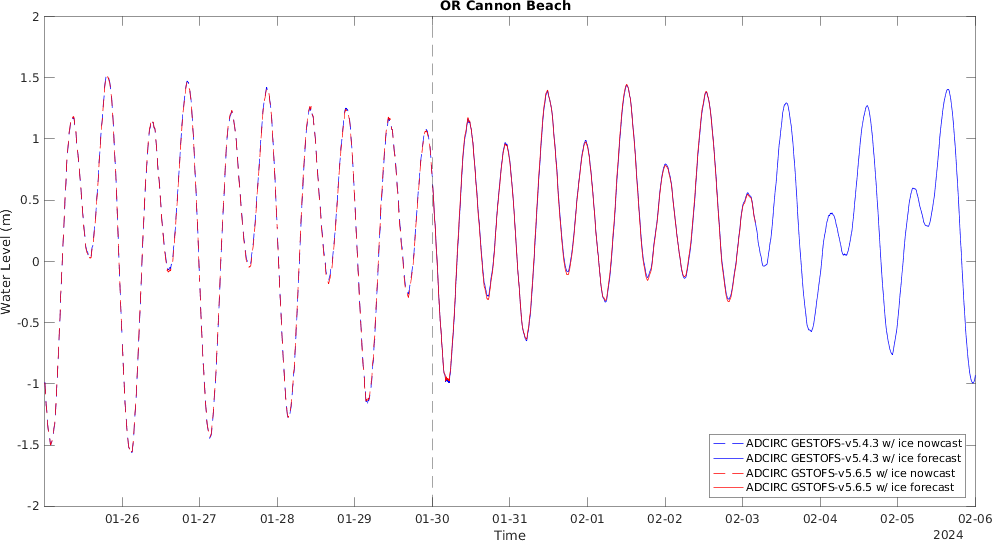 OR Cannon Beach
2
1.5
1
0.5
0
-0.5
-1
-1.5
-2
Water Level (m)
01-26 01-27 01-28 01-29 01-30 01-31 02-01 02-02 02-03 02-04 02-05 02-06
Time
2024
ADCIRC GESTOFS-v5.4.3 w/ ice nowcast
ADCIRC GESTOFS-v5.4.3 w/ ice forecast
ADCIRC GSTOFS-v5.6.5 w/ ice nowcast
ADCIRC GSTOFS-v5.6.5 w/ ice forecast